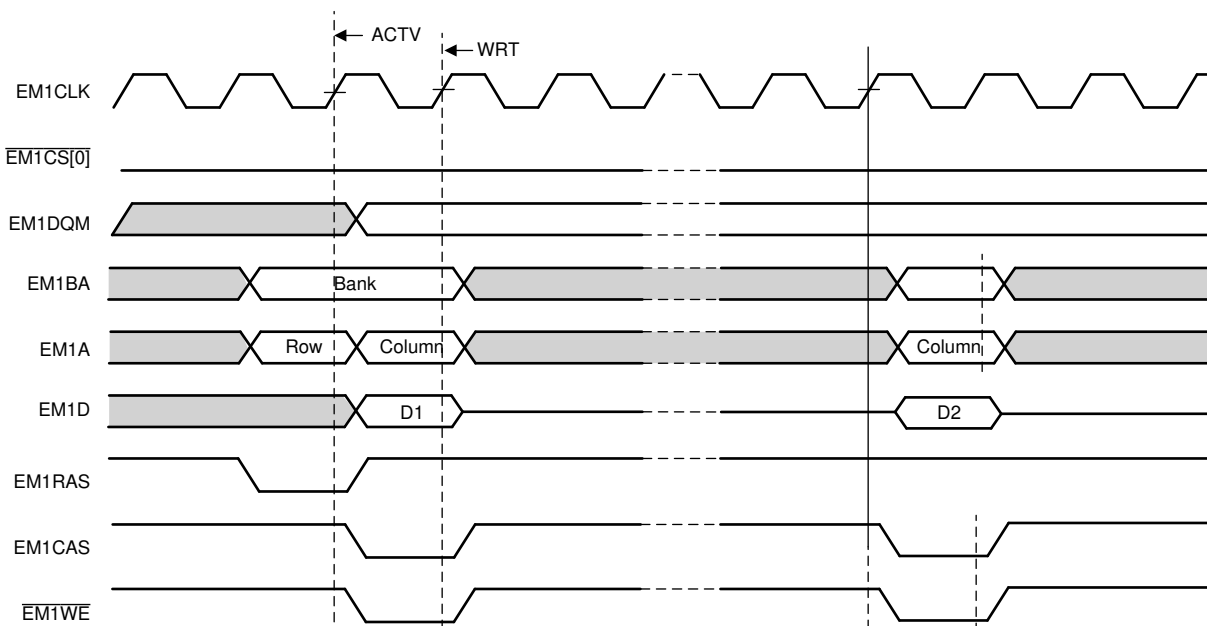 ACTV
WRT
EM1CLK
EM1CS[0]
EM1DQM
EM1BA
Bank
EM1A
Row
Column
Column
EM1D
D1
D2
EM1RAS
EM1CAS
EM1WE